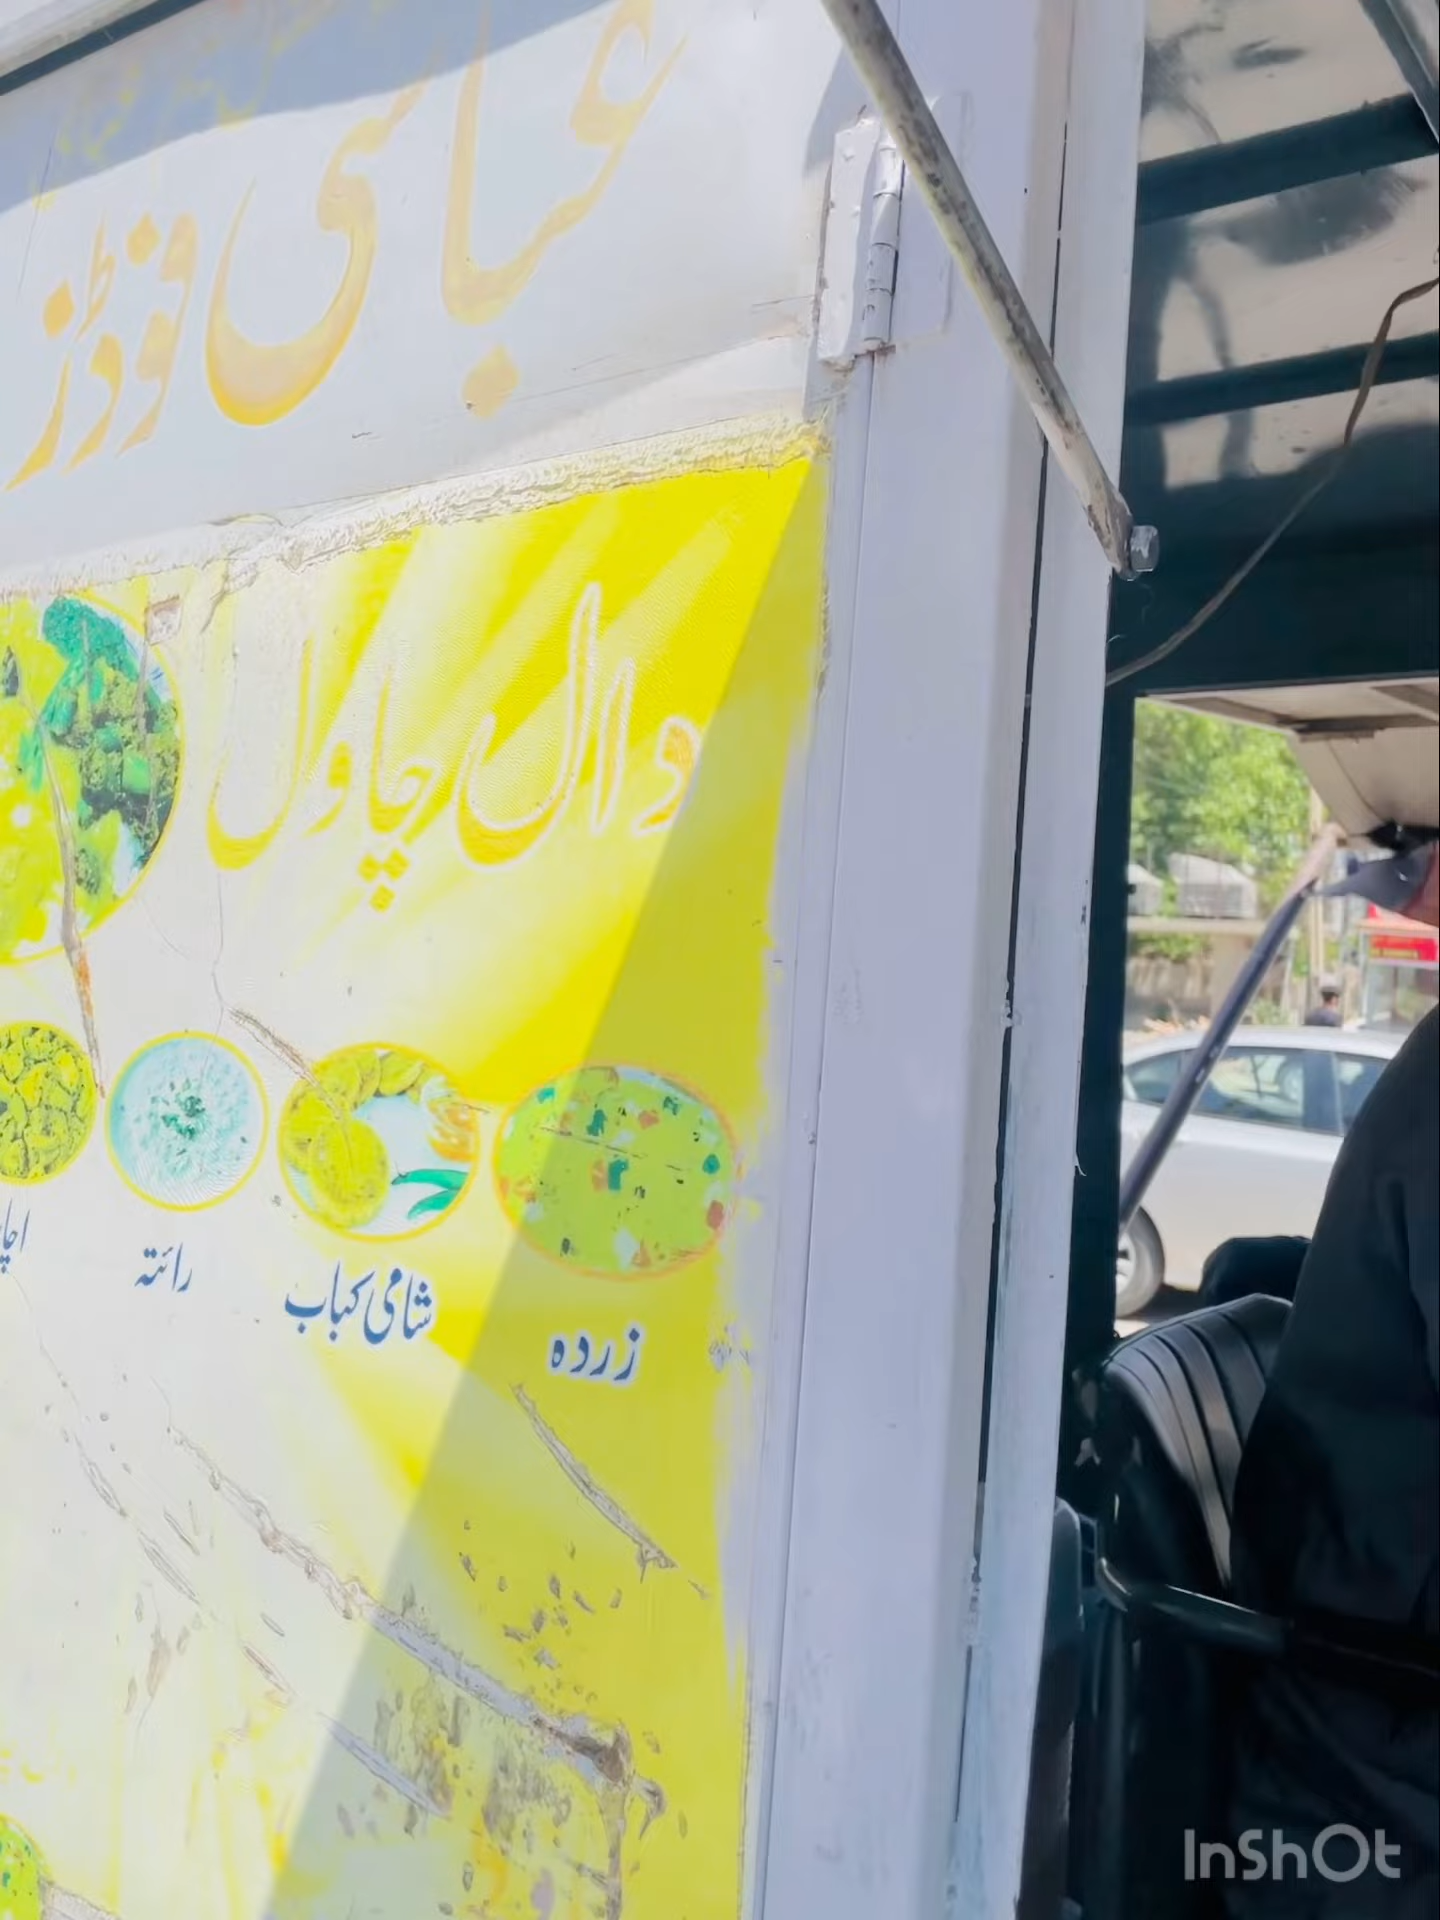 عباسی فوڈز
دال چاول
زردہ
شامی کباب
رائتہ
InShOt